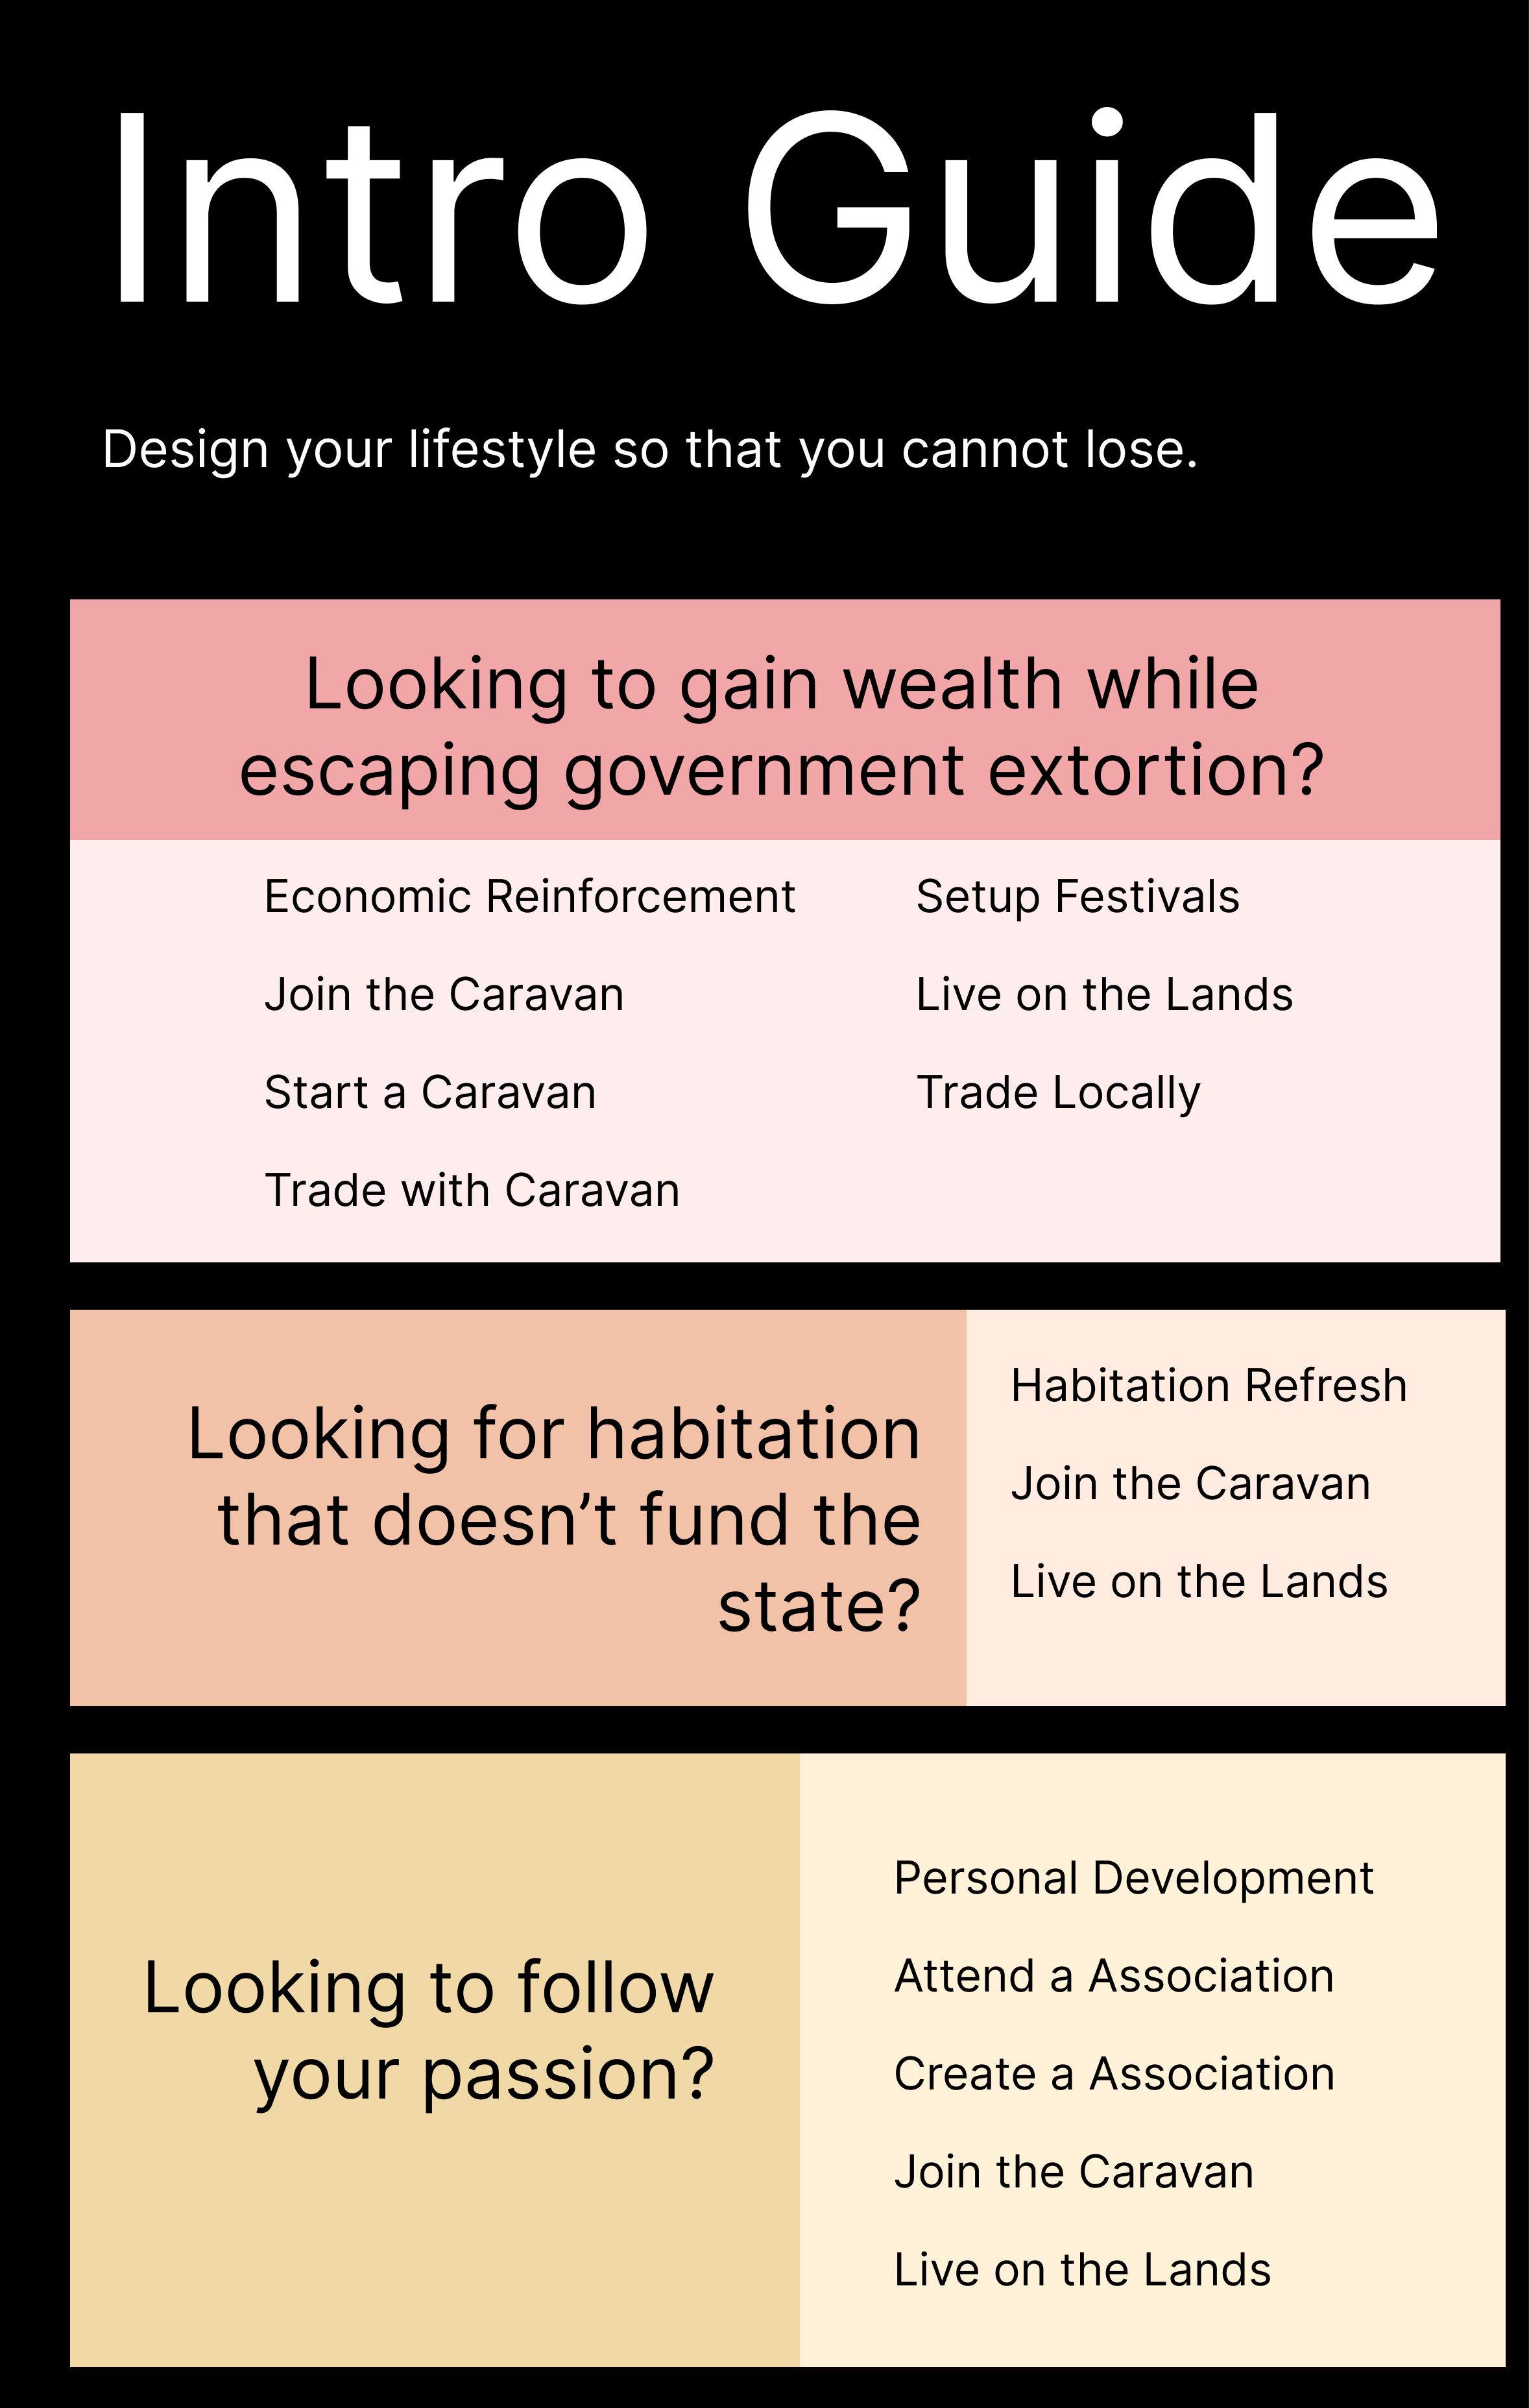 Intro Guide
Design your lifestyle so that you cannot lose.
Looking to gain wealth while
escaping government extortion?
Economic Reinforcement
Join the Caravan
Start a Caravan
Trade with Caravan
Setup Festivals
Live on the Lands
Trade Locally
Looking for habitation
that doesn’t fund the
state?
Habitation Refresh
Join the Caravan
Live on the Lands
Looking to follow
your passion?
Personal Development
Attend a Association
Create a Association
Join the Caravan
Live on the Lands